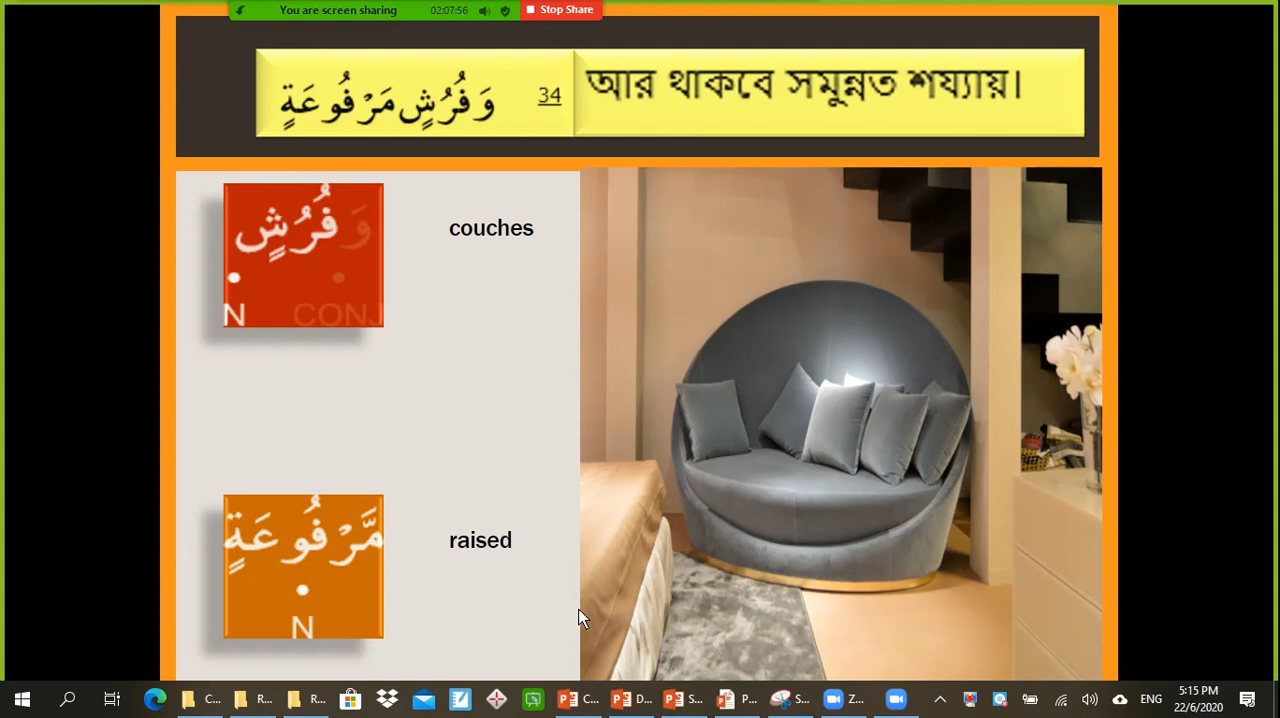 You are screen sharing 02:07:56 Stop Share
وَفُرُشٍ مَرْفُوعَةٍ 34 আর থাকবে সমুন্নত শয্যায়।
وَفُرُشٍ
N CONJ
couches
مَّرْفُوعَةٍ
N
raised
C... R... R... C... D... S... P... S... Z... ENG 5:15 PM
22/6/2020